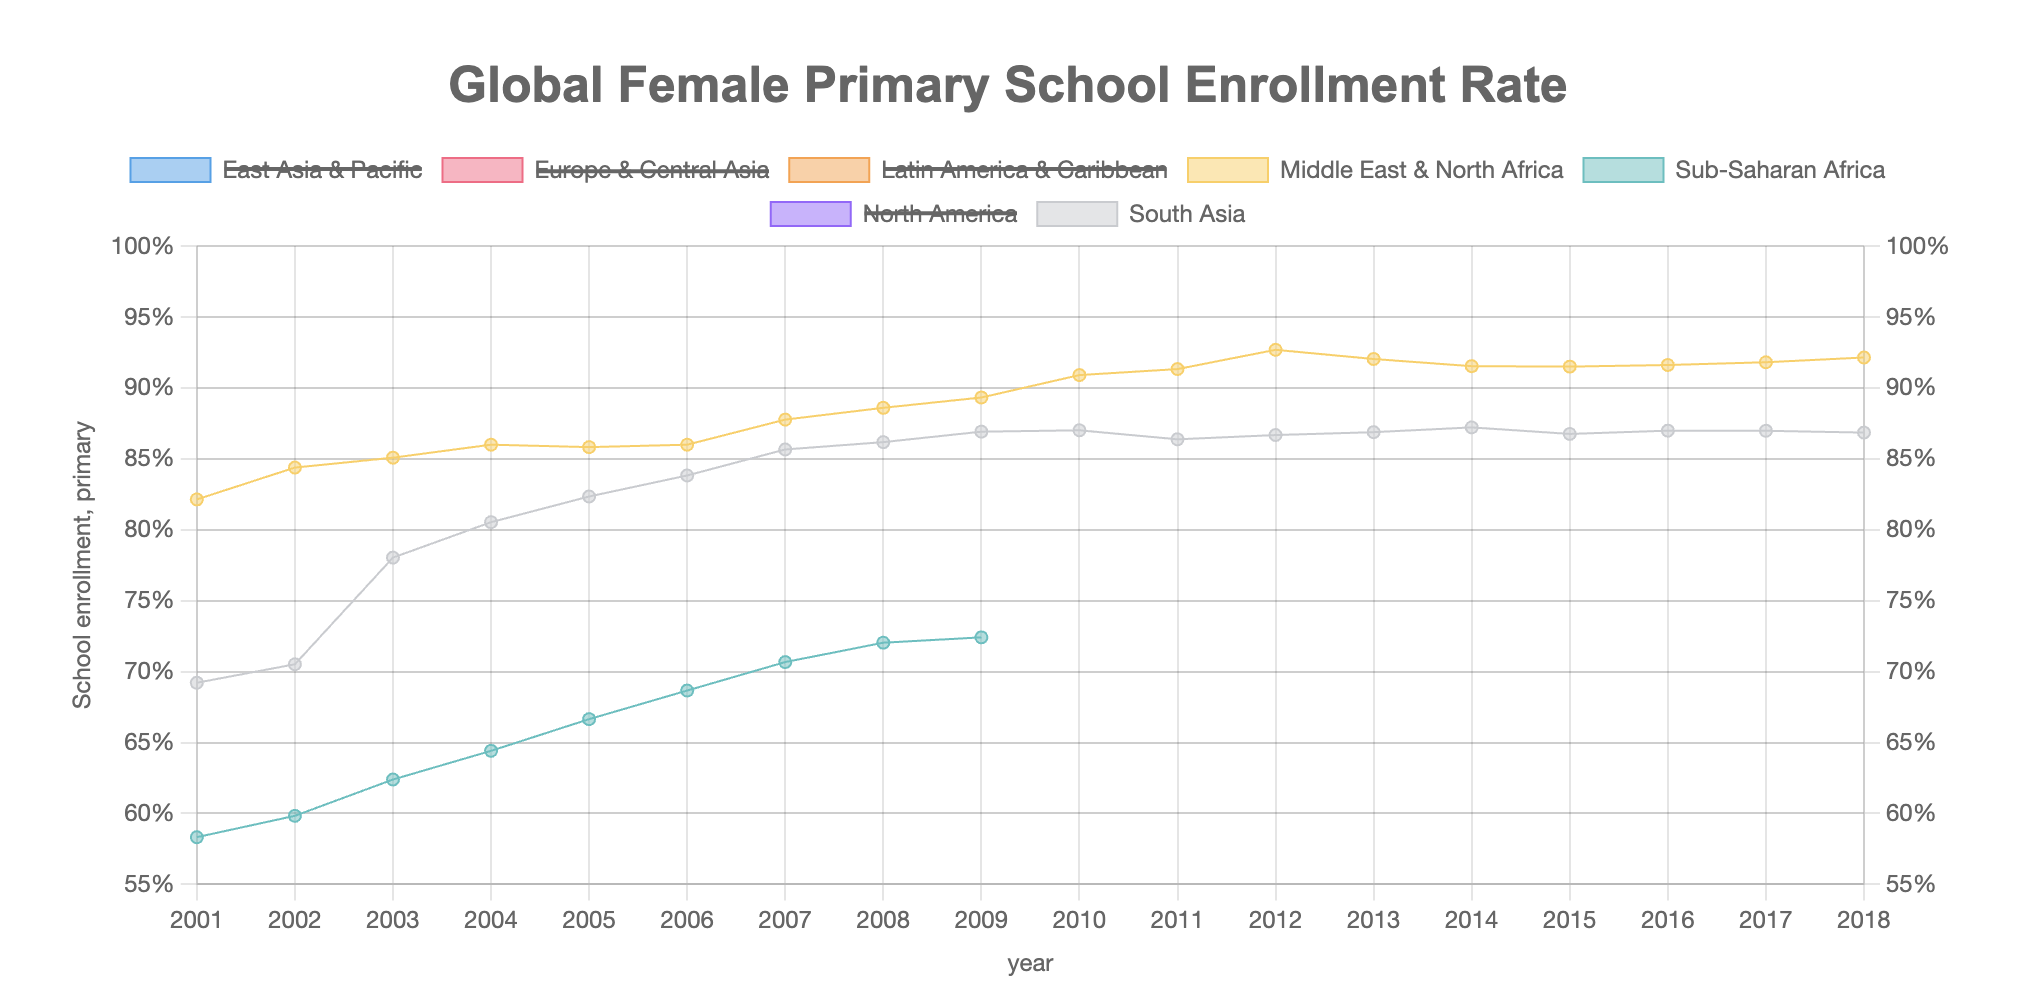 Global Female Primary School Enrollment Rate
East Asia & Pacific Europe & Central Asia Latin America & Caribbean Middle East & North Africa Sub-Saharan Africa
North America South Asia
100% 100%
95% 95%
90% 90%
85% 85%
80% 80%
75% 75%
70% 70%
65% 65%
60% 60%
55% 55%
School enrollment, primary
2001 2002 2003 2004 2005 2006 2007 2008 2009 2010 2011 2012 2013 2014 2015 2016 2017 2018
year